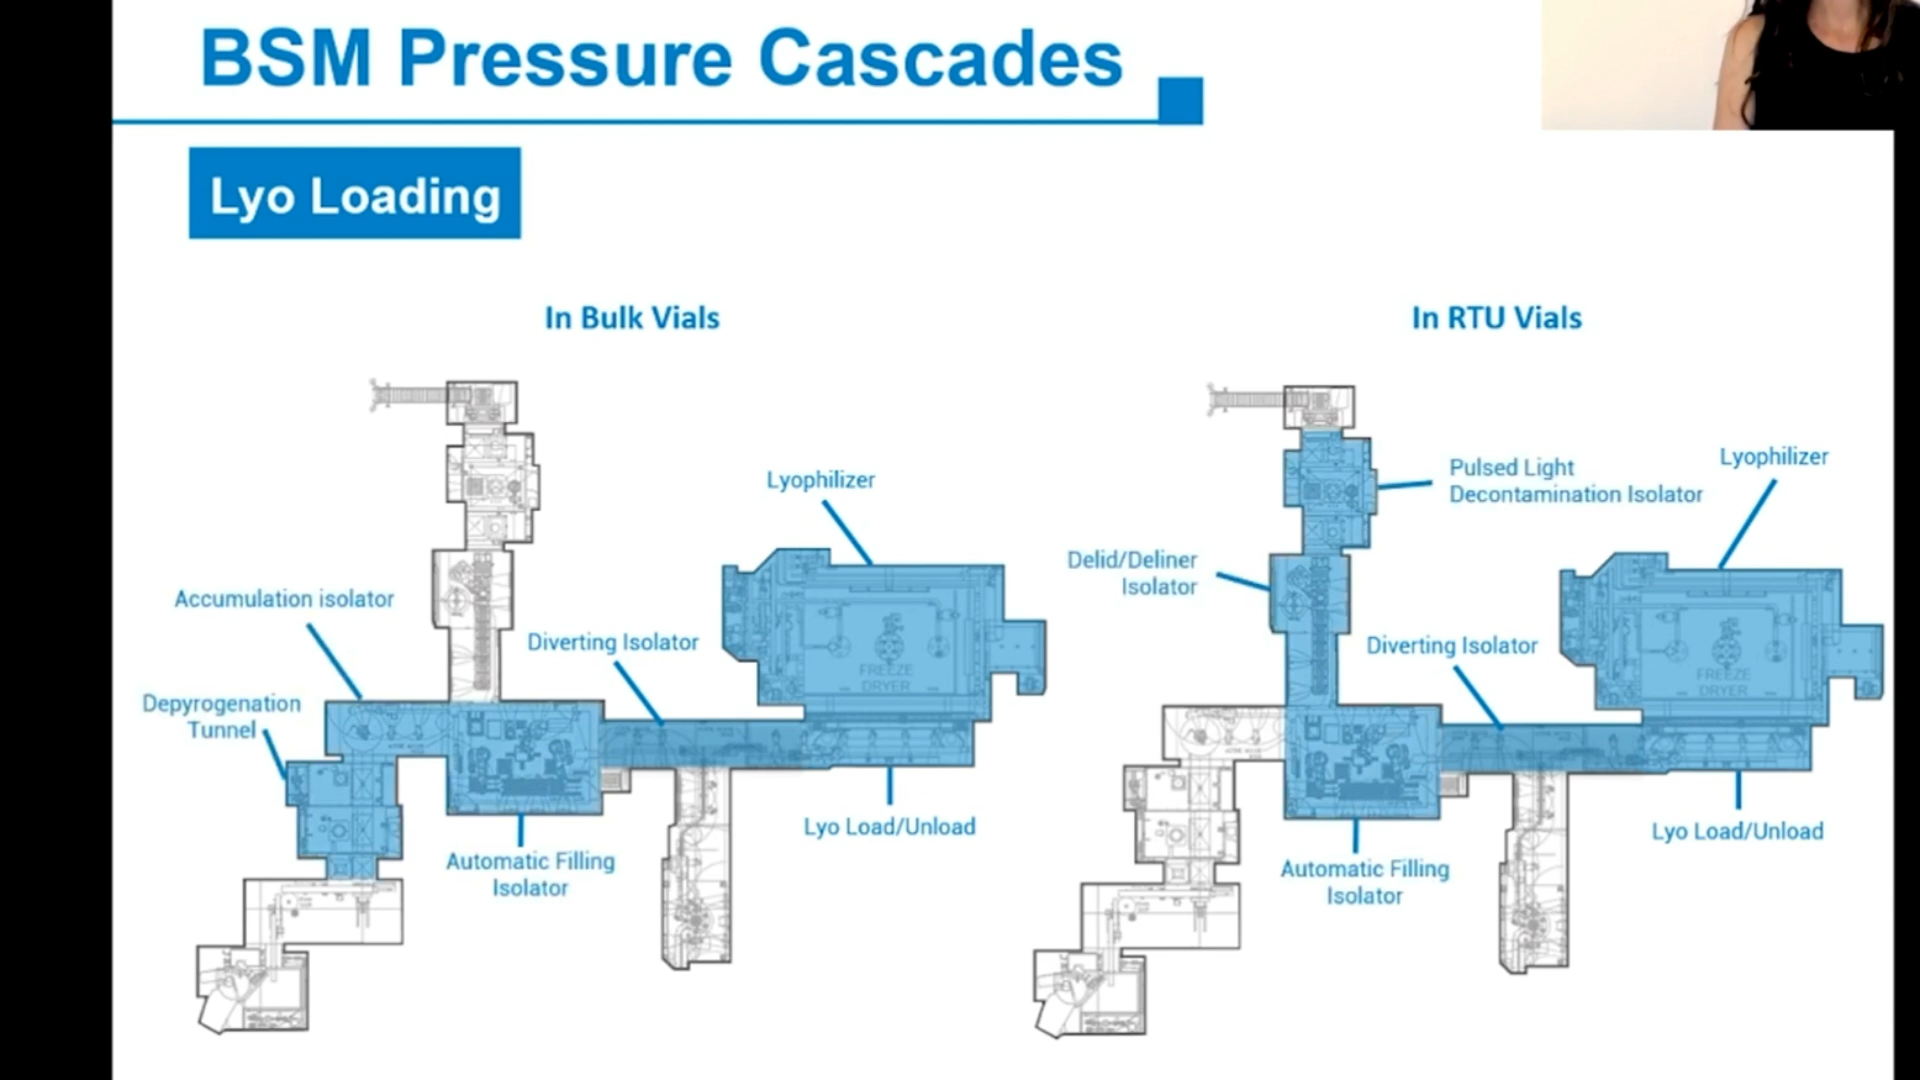 BSM Pressure Cascades
Lyo Loading
In Bulk Vials
Lyophilizer
Accumulation isolator
Diverting Isolator
Depyrogenation
Tunnel
FREEZE
DRYER
Lyo Load/Unload
Automatic Filling
Isolator
In RTU Vials
Pulsed Light
Decontamination Isolator
Lyophilizer
Delid/Deliner
Isolator
Diverting Isolator
FREEZE
DRYER
Lyo Load/Unload
Automatic Filling
Isolator